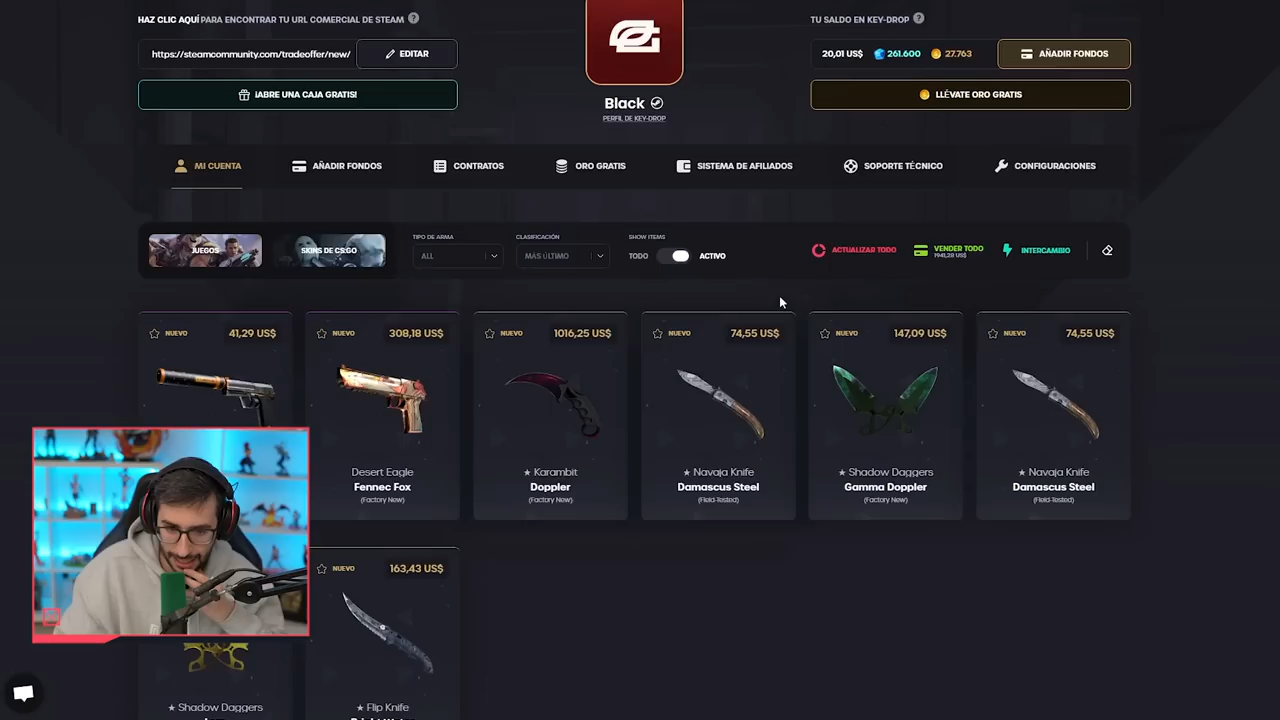 HAZ CLIC AQUÍ PARA ENCONTRAR TU URL COMERCIAL DE STEAM ?
https://steamcommunity.com/tradeoffer/new/
EDITAR
¡ABRE UNA CAJA GRATIS!
Black
PERFIL DE KEY-DROP
TU SALDO EN KEY-DROP ?
20,01 US$ 261.600 27.763
AÑADIR FONDOS
LLÉVATE ORO GRATIS
MI CUENTA
AÑADIR FONDOS
CONTRATOS
ORO GRATIS
SISTEMA DE AFILIADOS
SOPORTE TÉCNICO
CONFIGURACIONES
JUEGOS
SKINS DE CS:GO
TIPO DE ARMA
ALL
CLASIFICACIÓN
MÁS ÚLTIMO
SHOW ITEMS
TODO ACTIVO
ACTUALIZAR TODO
VENDER TODO
1941,28 US$
INTERCAMBIO
NUEVO 41,29 US$
NUEVO 308,18 US$
Desert Eagle
Fennec Fox
(Factory New)
NUEVO 1016,25 US$
★ Karambit
Doppler
(Factory New)
NUEVO 74,55 US$
★ Navaja Knife
Damascus Steel
(Field-Tested)
NUEVO 147,09 US$
★ Shadow Daggers
Gamma Doppler
(Factory New)
NUEVO 74,55 US$
★ Navaja Knife
Damascus Steel
(Field-Tested)
★ Shadow Daggers
NUEVO 163,43 US$
★ Flip Knife